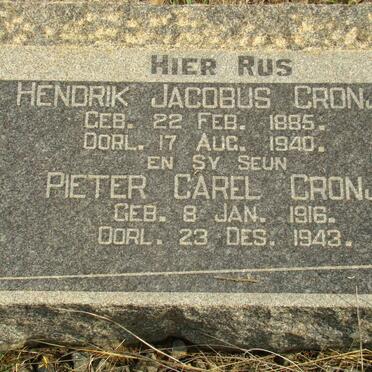 HIER RUS
HENDRIK JACOBUS CRONJ
GEB. 22 FEB. 1885.
OORL. 17 AUG. 1940.
EN SY SEUN
PIETER CAREL CRONJ
GEB. 8 JAN. 1916.
OORL. 23 DES. 1943.